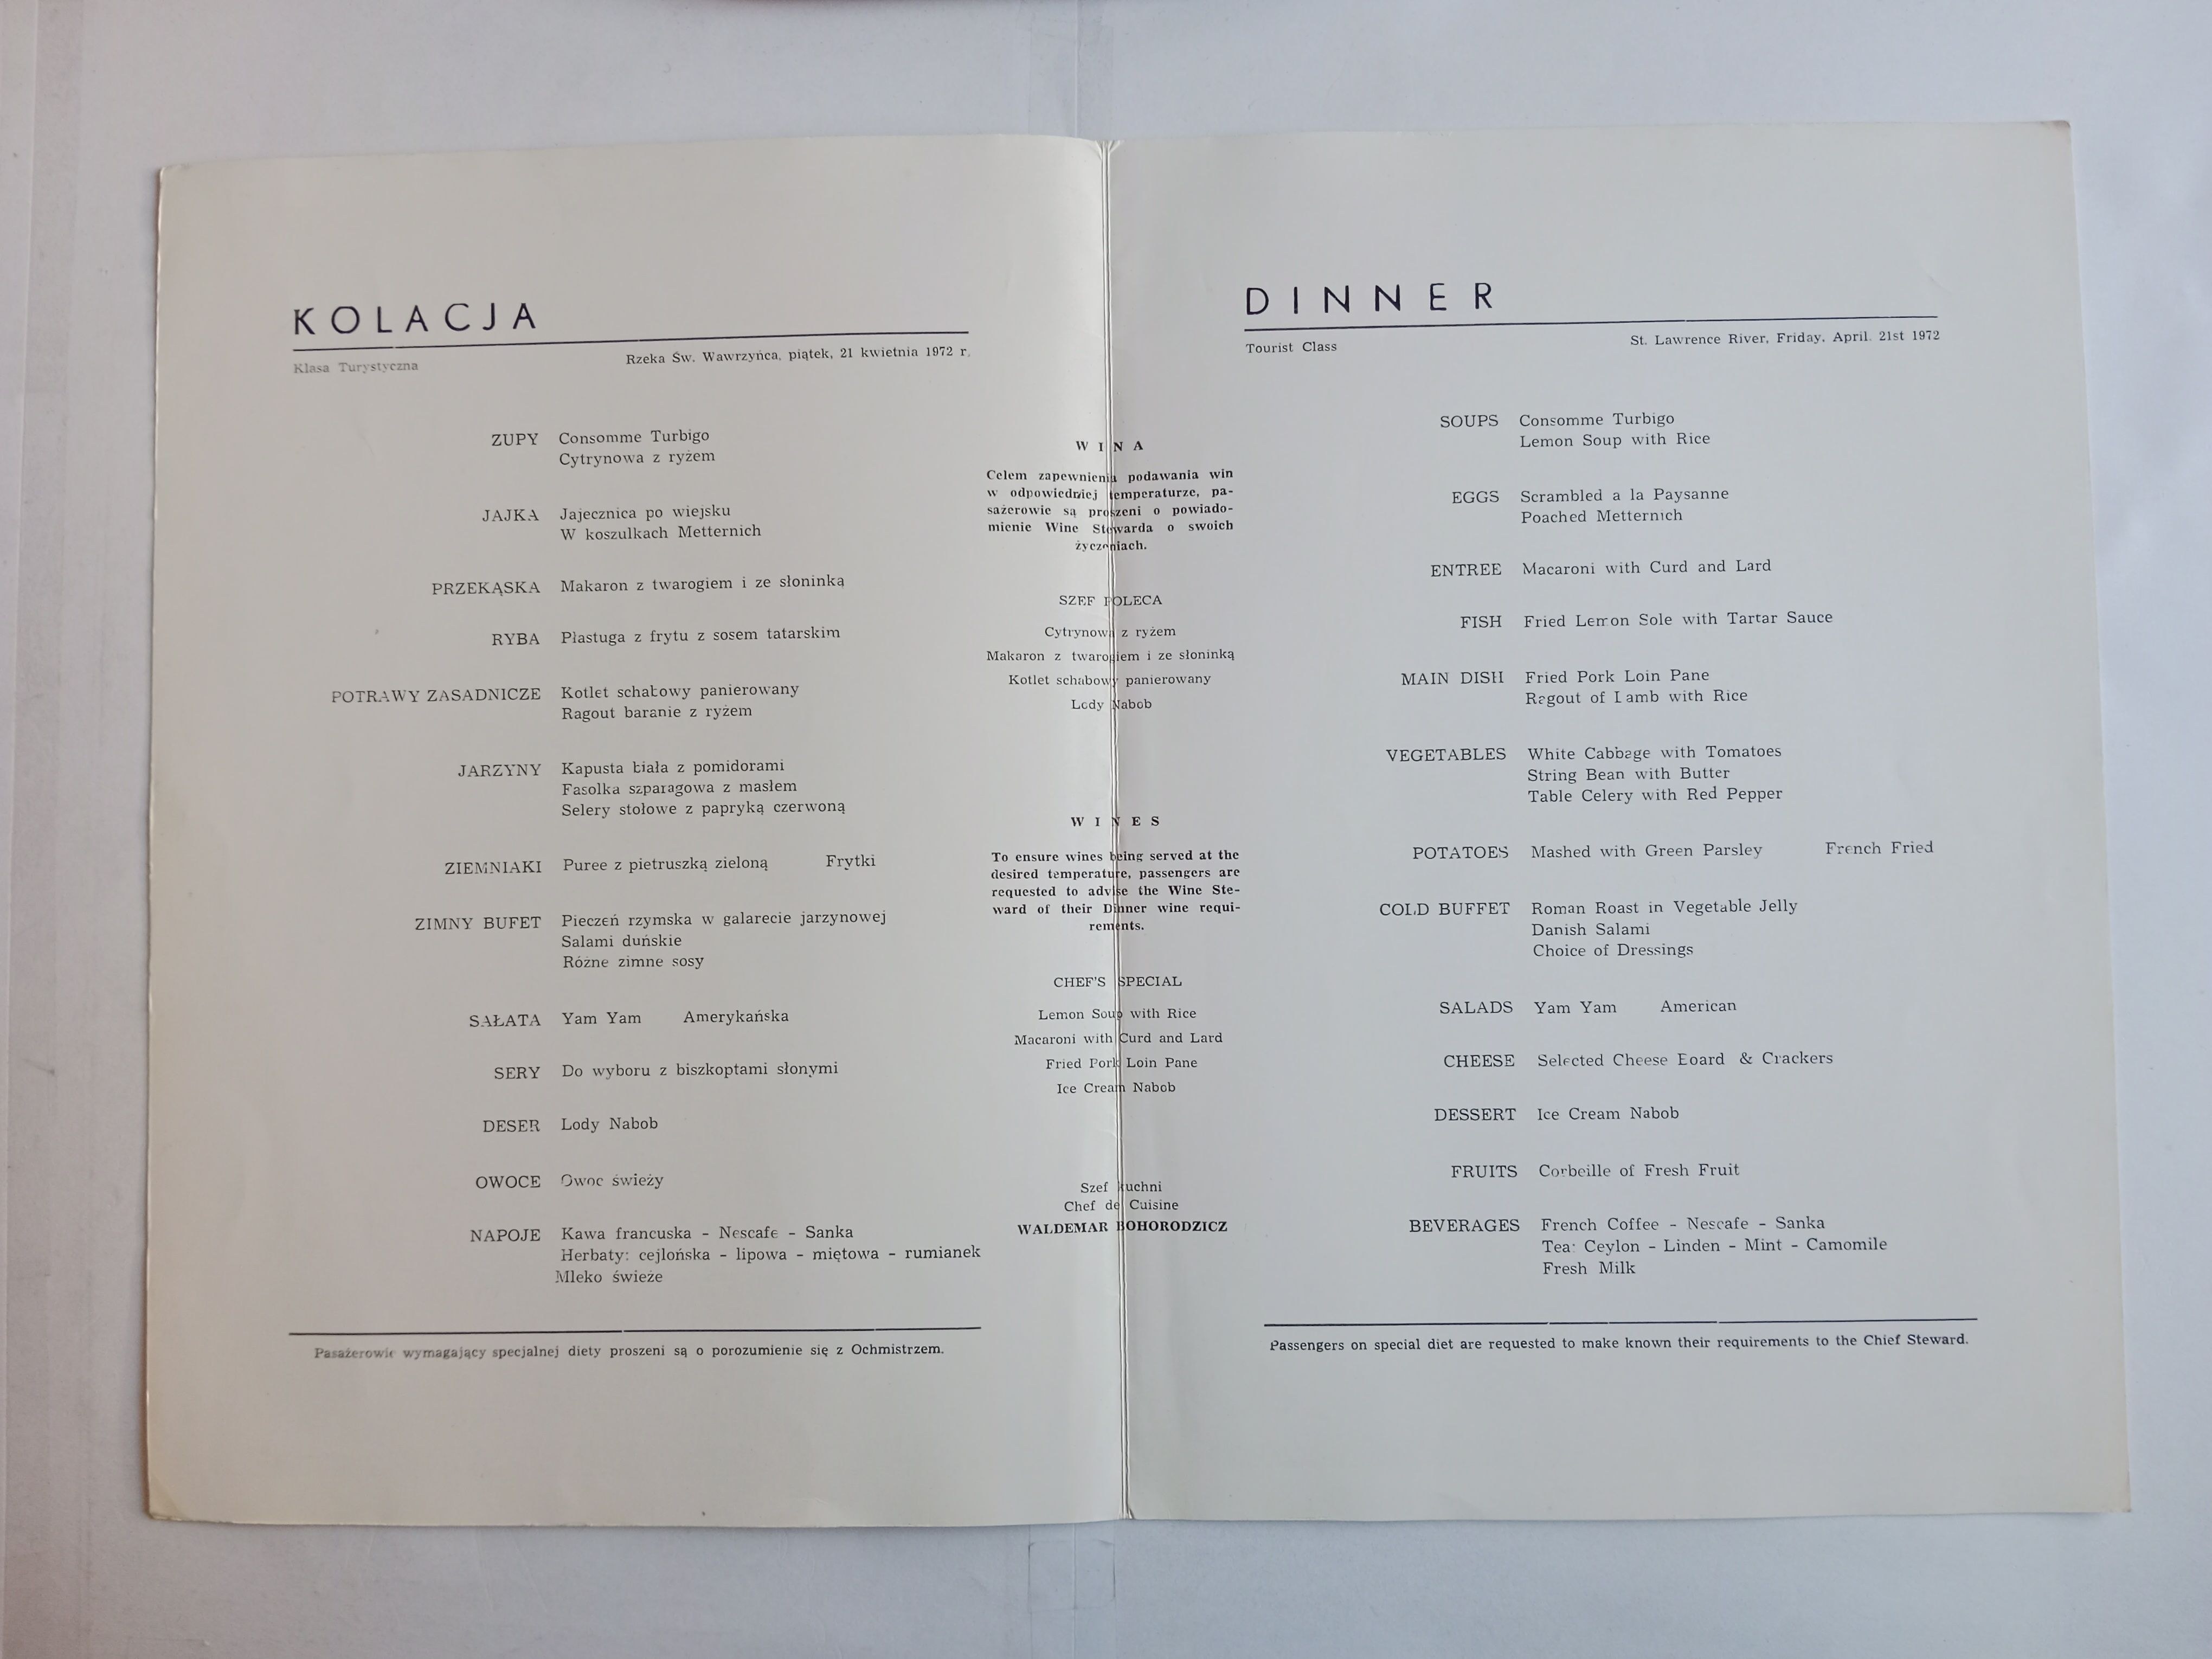 KOLACJA
Klasa Turystyczna
Rzeka Św. Wawrzyńca, piątek, 21 kwietnia 1972 r.
ZUPY Consomme Turbigo
Cytrynowa z ryżem
JAJKA Jajecznica po wiejsku
W koszulkach Metternich
PRZEKĄSKA Makaron z twarogiem i ze słoninką
RYBA Płastuga z frytu z sosem tatarskim
POTRAWY ZASADNICZE Kotlet schabowy panierowany
Ragout baranie z ryżem
JARZYNY Kapusta biała z pomidorami
Fasolka szparagowa z masłem
Selery stołowe z papryką czerwoną
ZIEMNIAKI Puree z pietruszką zieloną Frytki
ZIMNY BUFET Pieczeń rzymska w galarecie jarzynowej
Salami duńskie
Różne zimne sosy
SAŁATA Yam Yam Amerykańska
SERY Do wyboru z biszkoptami słonymi
DESER Lody Nabob
OWOCE Owoc świeży
NAPOJE Kawa francuska - Nescafe - Sanka
Herbaty: cejlońska - lipowa - miętowa - rumianek
Mleko świeże
Pasażerowie wymagający specjalnej diety proszeni są o porozumienie się z Ochmistrzem.
WINA
Celem zapewnienia podawania win
w odpowiedniej temperaturze, pa-
sażerowie są proszeni o powiado-
mienie Wine Stewarda o swoich
życzeniach.
SZEF POLECA
Cytrynowa z ryżem
Makaron z twarogiem i ze słoninką
Kotlet schabowy panierowany
Lody Nabob
WINES
To ensure wines being served at the
desired temperature, passengers are
requested to advise the Wine Ste-
ward of their Dinner wine requi-
rements.
CHEF'S SPECIAL
Lemon Soup with Rice
Macaroni with Curd and Lard
Fried Pork Loin Pane
Ice Cream Nabob
Szef kuchni
Chef de Cuisine
WALDEMAR BOHORODZICZ
DINNER
Tourist Class
St. Lawrence River, Friday, April. 21st 1972
SOUPS Consomme Turbigo
Lemon Soup with Rice
EGGS Scrambled a la Paysanne
Poached Metternich
ENTREE Macaroni with Curd and Lard
FISH Fried Lemon Sole with Tartar Sauce
MAIN DISH Fried Pork Loin Pane
Ragout of Lamb with Rice
VEGETABLES White Cabbage with Tomatoes
String Bean with Butter
Table Celery with Red Pepper
POTATOES Mashed with Green Parsley French Fried
COLD BUFFET Roman Roast in Vegetable Jelly
Danish Salami
Choice of Dressings
SALADS Yam Yam American
CHEESE Selected Cheese Board & Crackers
DESSERT Ice Cream Nabob
FRUITS Corbeille of Fresh Fruit
BEVERAGES French Coffee - Nescafe - Sanka
Tea: Ceylon - Linden - Mint - Camomile
Fresh Milk
Passengers on special diet are requested to make known their requirements to the Chief Steward.